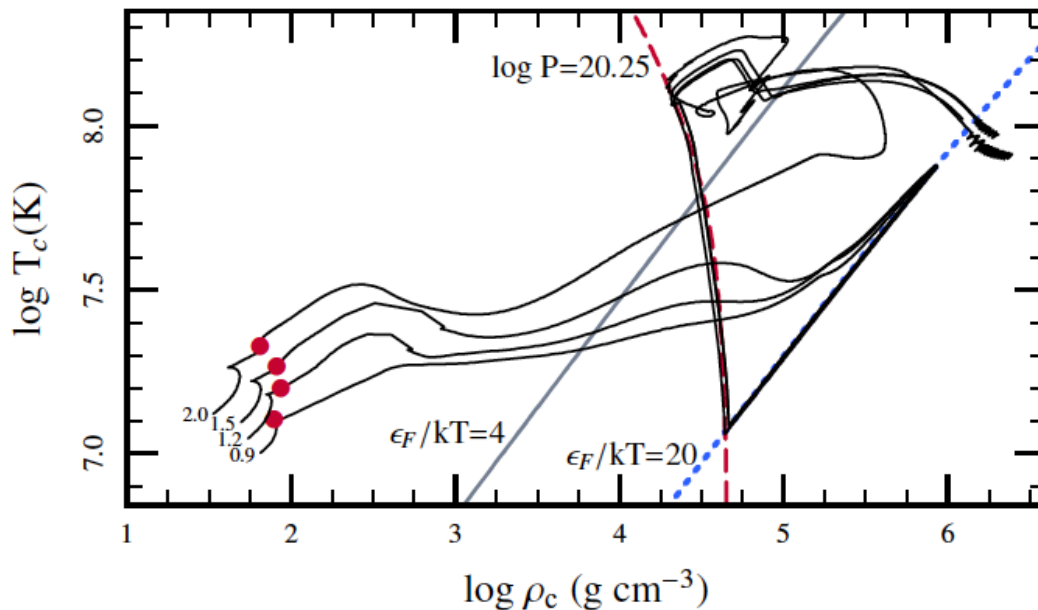 log P=20.25
8.0
7.5
7.0
log T_c(K)
2.0
1.5
1.2
0.9
ϵ_F/kT=4
ϵ_F/kT=20
1 2 3 4 5 6
log ρ_c (g cm⁻³)